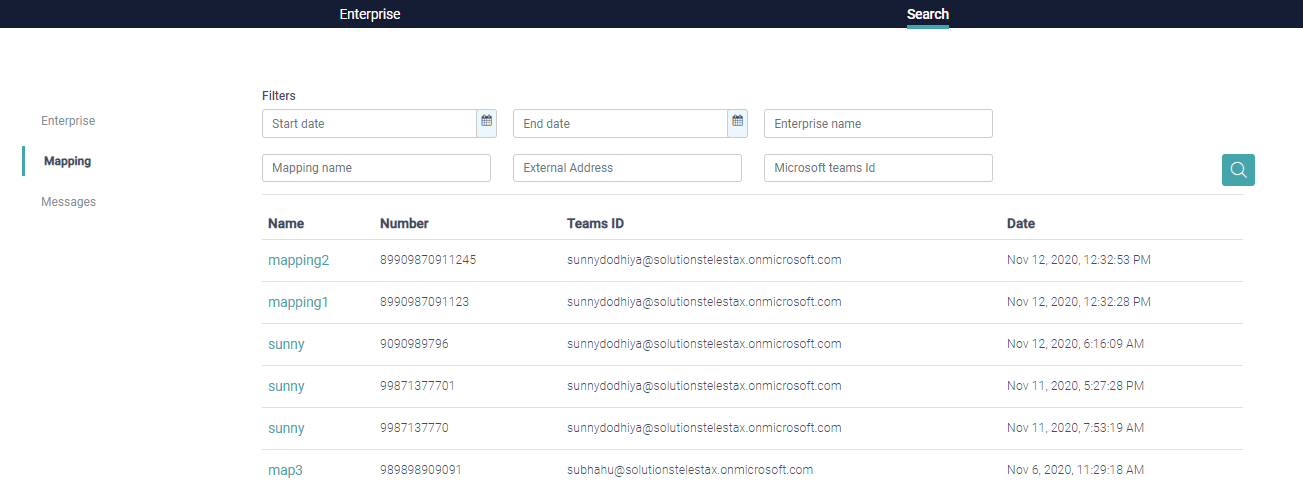 Enterprise Search
Filters
Start date End date Enterprise name
Enterprise
Mapping
Mapping name External Address Microsoft teams Id
Messages
Name Number Teams ID Date
mapping2 89909870911245 sunnydodhiya@solutionstelestax.onmicrosoft.com Nov 12, 2020, 12:32:53 PM
mapping1 8990987091123 sunnydodhiya@solutionstelestax.onmicrosoft.com Nov 12, 2020, 12:32:28 PM
sunny 9090989796 sunnydodhiya@solutionstelestax.onmicrosoft.com Nov 12, 2020, 6:16:09 AM
sunny 99871377701 sunnydodhiya@solutionstelestax.onmicrosoft.com Nov 11, 2020, 5:27:28 PM
sunny 9987137770 sunnydodhiya@solutionstelestax.onmicrosoft.com Nov 11, 2020, 7:53:19 AM
map3 989898909091 subhahu@solutionstelestax.onmicrosoft.com Nov 6, 2020, 11:29:18 AM